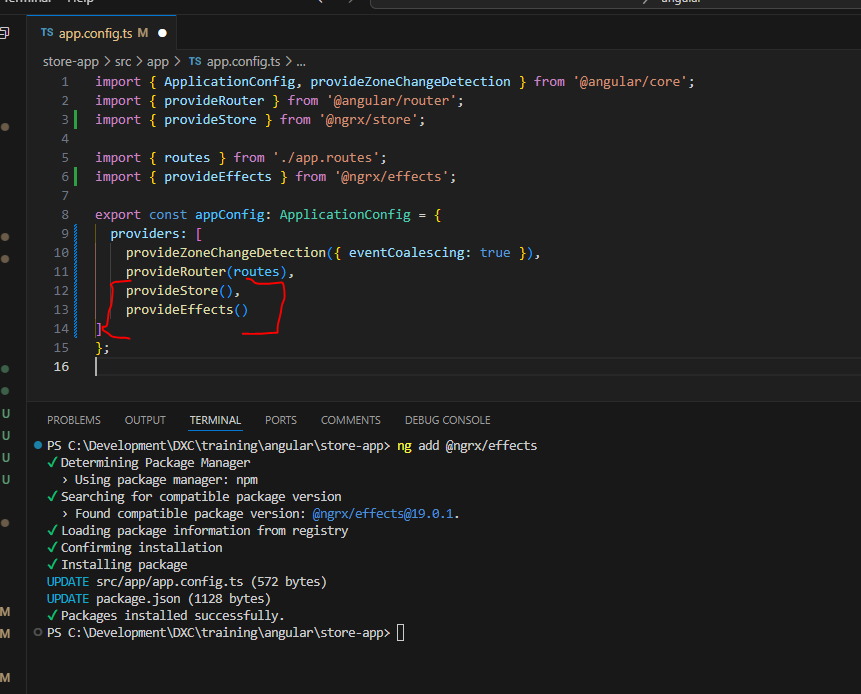 Terminal Help
angular
TS app.config.ts M
store-app > src > app > TS app.config.ts > ...
1 import { ApplicationConfig, provideZoneChangeDetection } from '@angular/core';
2 import { provideRouter } from '@angular/router';
3 import { provideStore } from '@ngrx/store';
4
5 import { routes } from './app.routes';
6 import { provideEffects } from '@ngrx/effects';
7
8 export const appConfig: ApplicationConfig = {
9 providers: [
10 provideZoneChangeDetection({ eventCoalescing: true }),
11 provideRouter(routes),
12 provideStore(),
13 provideEffects()
14 ]
15 };
16
PROBLEMS OUTPUT TERMINAL PORTS COMMENTS DEBUG CONSOLE
PS C:\Development\DXC\training\angular\store-app> ng add @ngrx/effects
✓ Determining Package Manager
› Using package manager: npm
✓ Searching for compatible package version
› Found compatible package version: @ngrx/effects@19.0.1.
✓ Loading package information from registry
✓ Confirming installation
✓ Installing package
UPDATE src/app/app.config.ts (572 bytes)
UPDATE package.json (1128 bytes)
✓ Packages installed successfully.
PS C:\Development\DXC\training\angular\store-app>
U
U
U
U
M
M
M